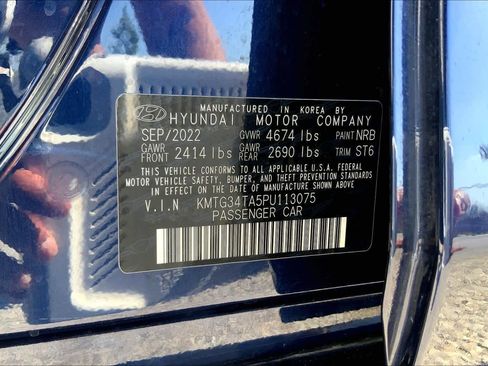 MANUFACTURED IN KOREA BY
HYUNDAI MOTOR COMPANY
SEP/2022 GVWR 4674 lbs PAINT NRB
GAWR FRONT 2414 lbs GAWR REAR 2690 lbs TRIM ST6
THIS VEHICLE CONFORMS TO ALL APPLICABLE U.S.A. FEDERAL
MOTOR VEHICLE SAFETY, BUMPER, AND THEFT
PREVENTION STANDARDS IN EFFECT ON THE
DATE OF MANUFACTURE SHOWN ABOVE.
V.I.N KMTG34TA5PU113075
PASSENGER CAR